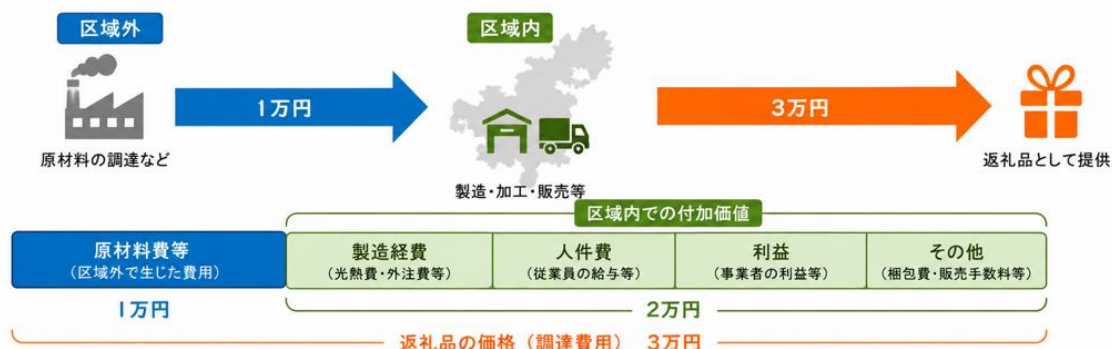 区域外
区域内
1万円
3万円
原材料の調達など
製造・加工・販売等
返礼品として提供
区域内での付加価値
原材料費等
(区域外で生じた費用)
製造経費
(光熱費・外注費等)
人件費
(従業員の給与等)
利益
(事業者の利益等)
その他
(梱包費・販売手数料等)
1万円
2万円
返礼品の価格(調達費用) 3万円